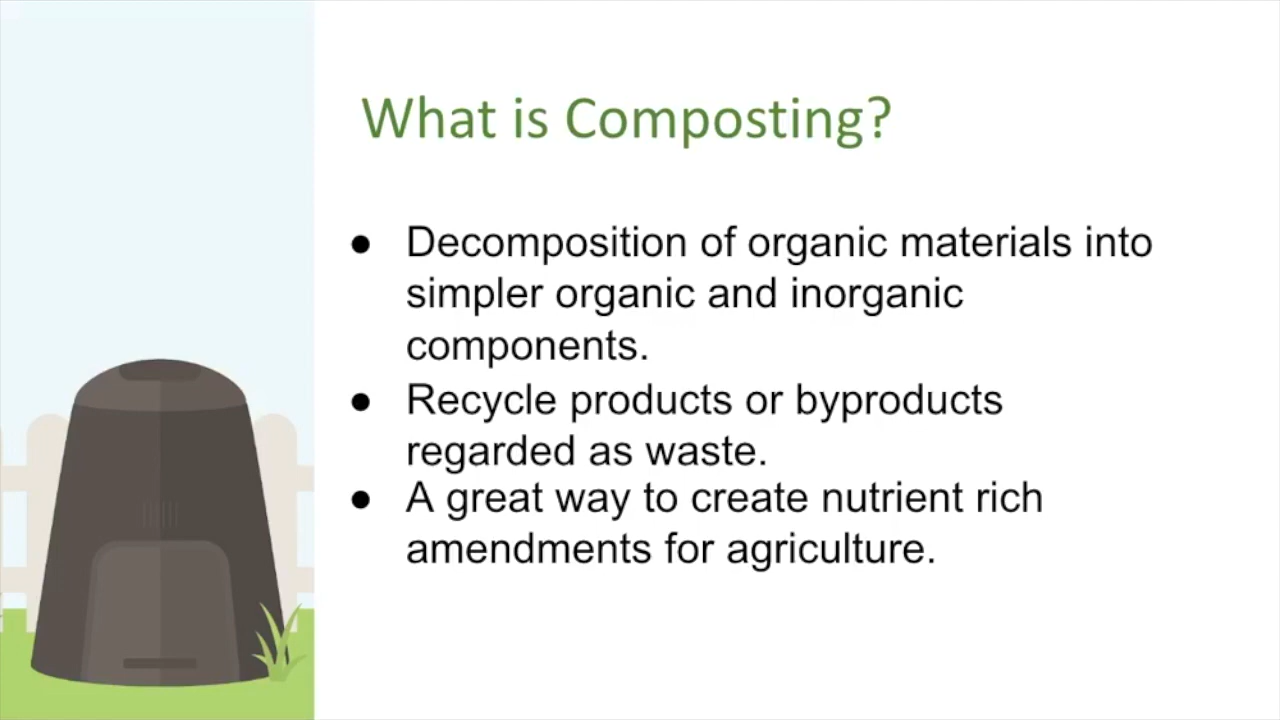 What is Composting?
● Decomposition of organic materials into
simpler organic and inorganic
components.
● Recycle products or byproducts
regarded as waste.
● A great way to create nutrient rich
amendments for agriculture.